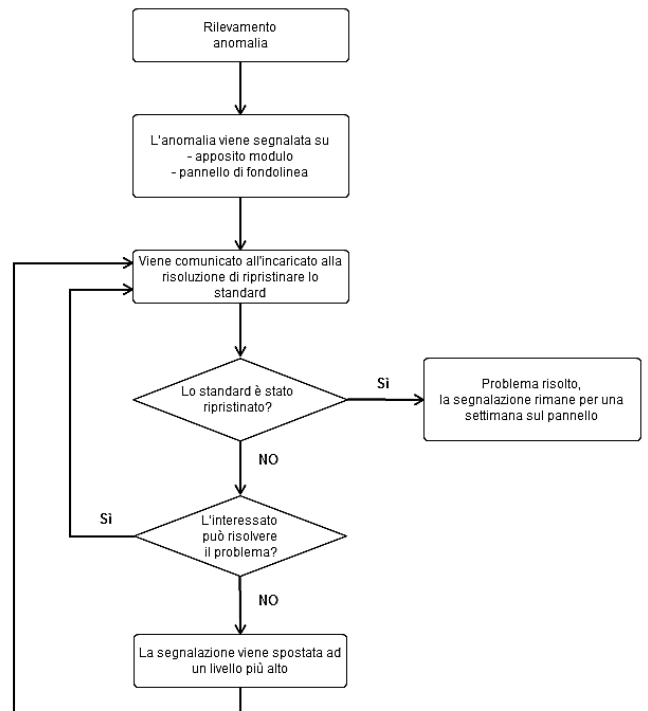 Rilevamento
anomalia
L'anomalia viene segnalata su
- apposito modulo
- pannello di fondolinea
Viene comunicato all'incaricato alla
risoluzione di ripristinare lo
standard
Lo standard è stato
ripristinato?
Sì
Problema risolto,
la segnalazione rimane per una
settimana sul pannello
NO
L'interessato
può risolvere
il problema?
Sì
NO
La segnalazione viene spostata ad
un livello più alto